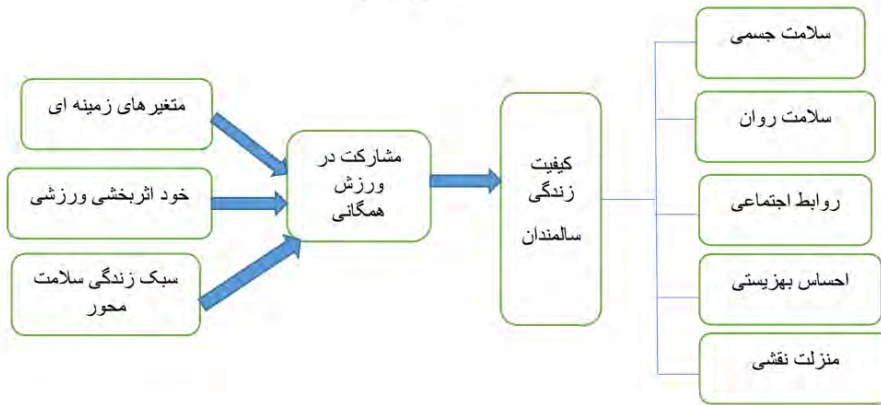 متغیرهای زمینه ای
خود اثربخشی ورزشی
سبک زندگی سلامت
محور
مشارکت در
ورزش
همگانی
کیفیت
زندگی
سالمندان
سلامت جسمی
سلامت روان
روابط اجتماعی
احساس بهزیستی
منزلت نقشی